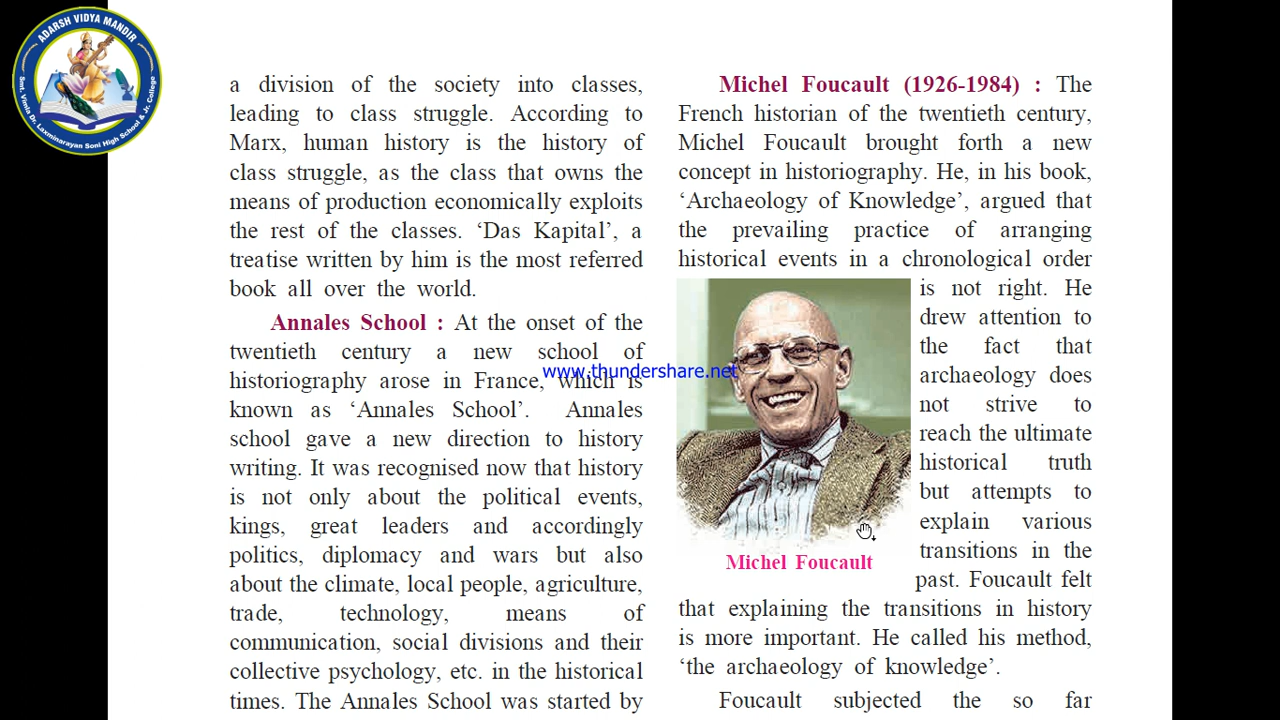 ADARSH VIDYA MANDIR
Smt. Vimla Dr. Laxminarayan Soni High School & Jr. College
a division of the society into classes,
leading to class struggle. According to
Marx, human history is the history of
class struggle, as the class that owns the
means of production economically exploits
the rest of the classes. ‘Das Kapital’, a
treatise written by him is the most referred
book all over the world.
Annales School : At the onset of the
twentieth century a new school of
historiography arose in France, which is
known as ‘Annales School’. Annales
school gave a new direction to history
writing. It was recognised now that history
is not only about the political events,
kings, great leaders and accordingly
politics, diplomacy and wars but also
about the climate, local people, agriculture,
trade, technology, means of
communication, social divisions and their
collective psychology, etc. in the historical
times. The Annales School was started by
Michel Foucault (1926-1984) : The
French historian of the twentieth century,
Michel Foucault brought forth a new
concept in historiography. He, in his book,
‘Archaeology of Knowledge’, argued that
the prevailing practice of arranging
historical events in a chronological order
is not right. He
drew attention to
the fact that
archaeology does
not strive to
reach the ultimate
historical truth
but attempts to
explain various
transitions in the
past. Foucault felt
Michel Foucault
that explaining the transitions in history
is more important. He called his method,
‘the archaeology of knowledge’.
Foucault subjected the so far
www.thundershare.net